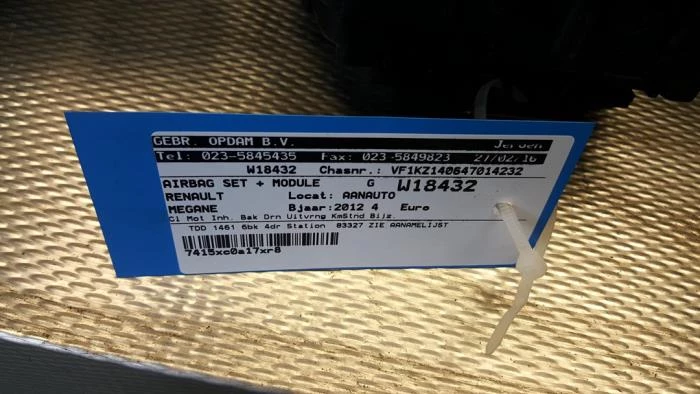 GEBR. OPDAM B.V. Jeroen
Tel: 023-5845435 Fax: 023-5849823 27/02/16
W18432 Chasnr.: VF1KZ140647014232
AIRBAG SET + MODULE G W18432
RENAULT Locat: AANAUTO
MEGANE Bjaar:2012 4 Euro
Ci Mot Inh. Bak Drn Uitvrng KmStnd Bijz.
TDD 1461 6bk 4dr Station 83327 ZIE AANAMELIJST
7415xc0a17xr8